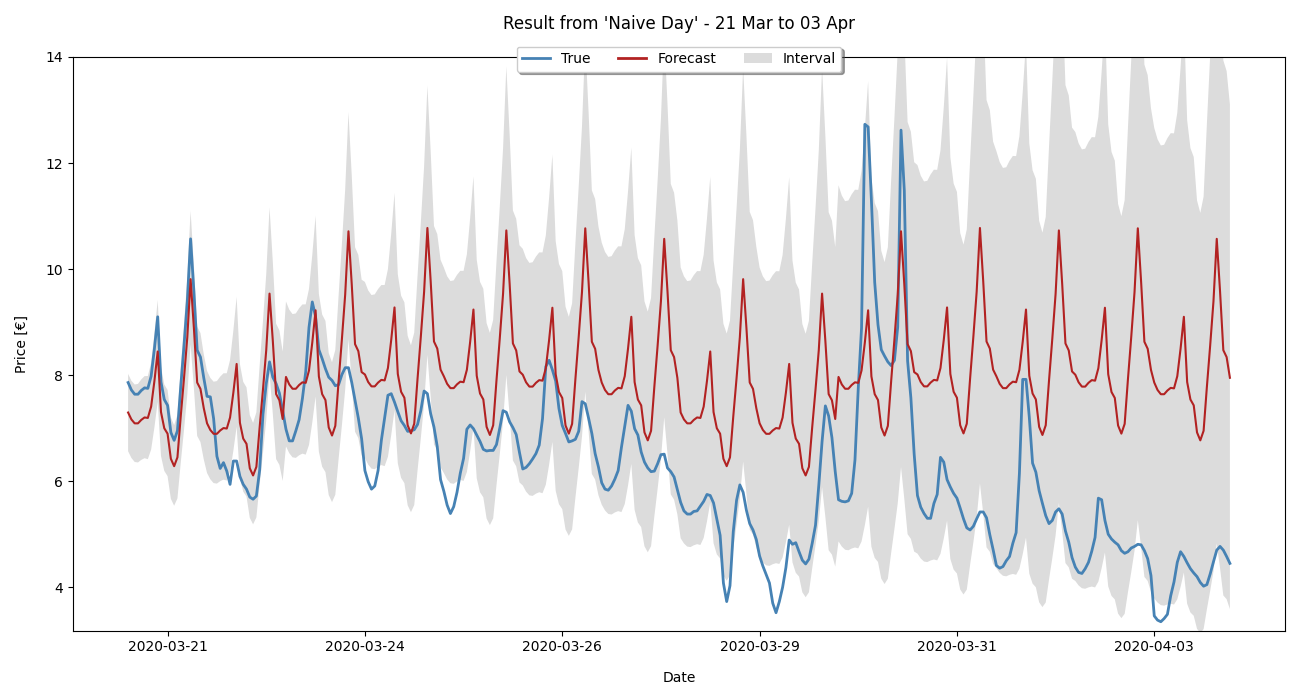 Result from 'Naive Day' - 21 Mar to 03 Apr
True
Forecast
Interval
Price [€]
14
12
10
8
6
4
2020-03-21
2020-03-24
2020-03-26
2020-03-29
2020-03-31
2020-04-03
Date